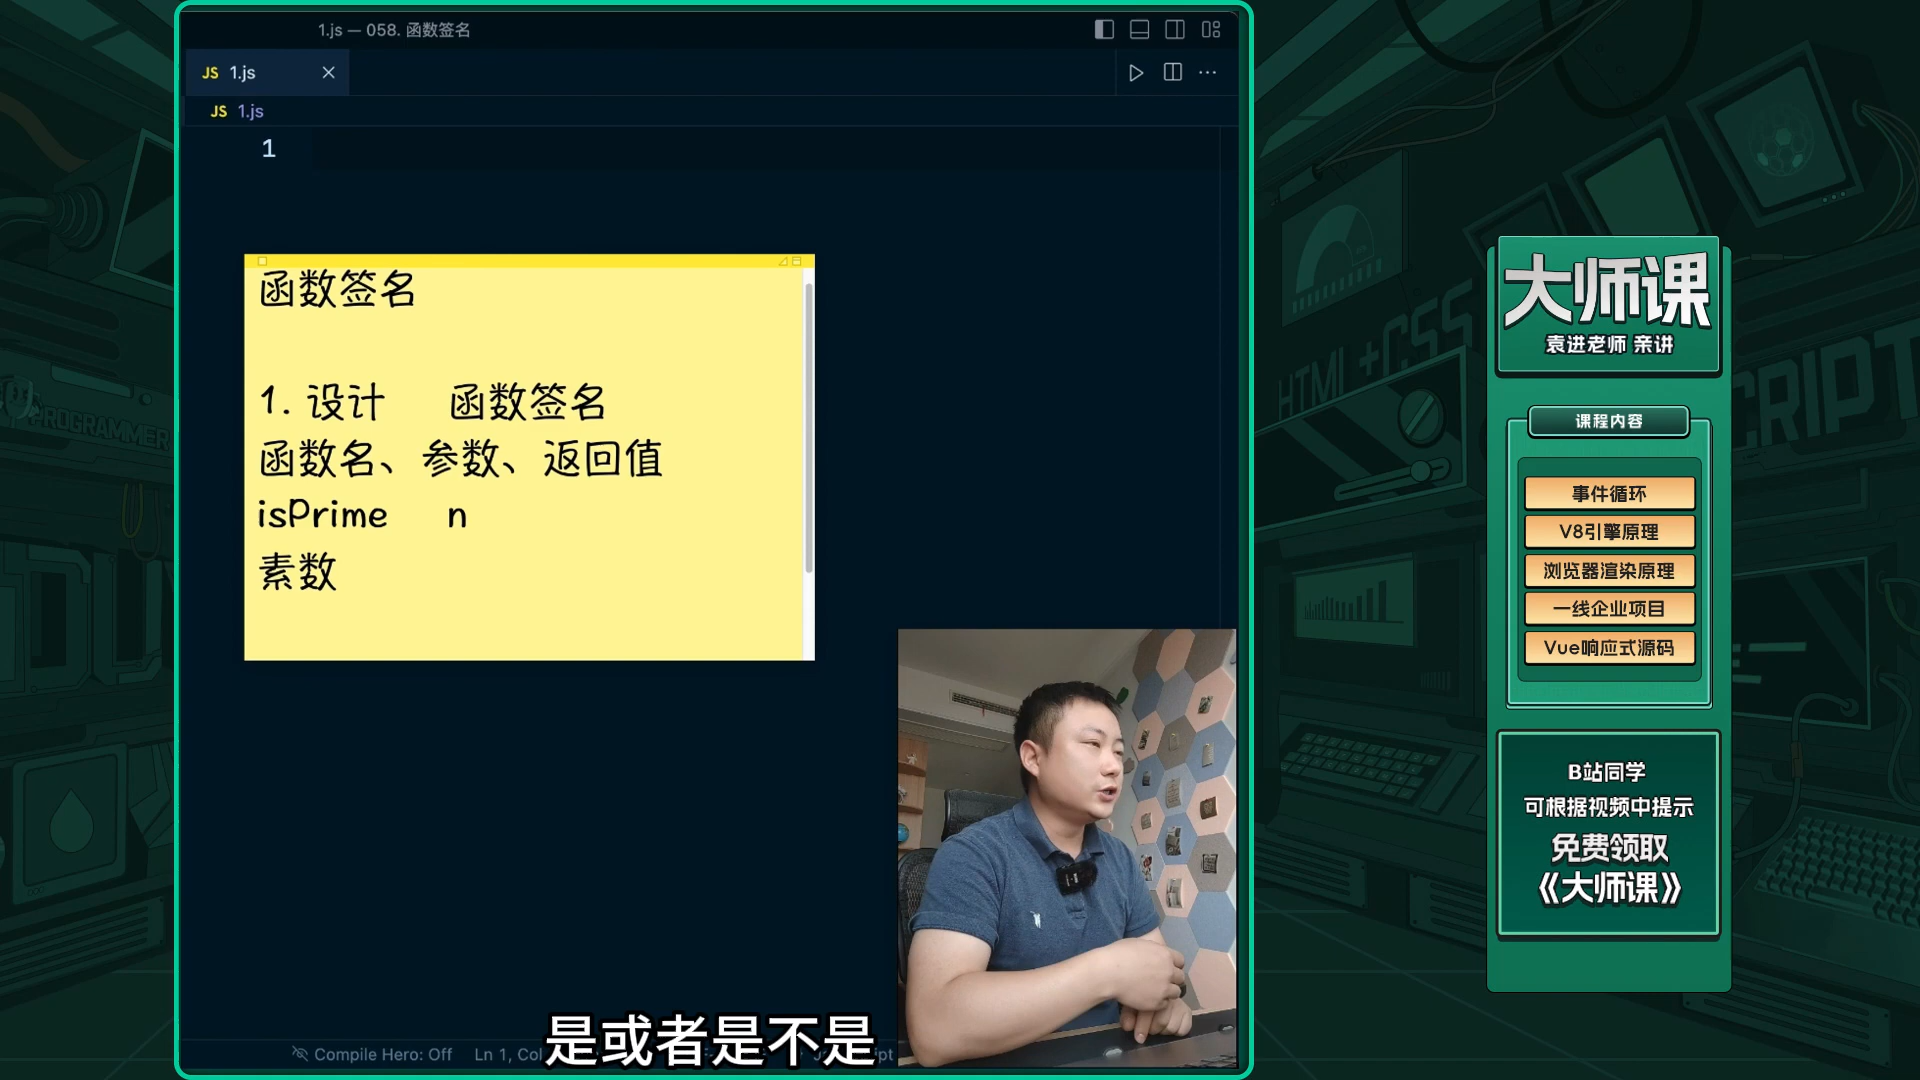 1.js — 058. 函数签名
JS 1.js
JS 1.js
1
函数签名
1. 设计 函数签名
函数名、参数、返回值
isPrime n
素数
Compile Hero: Off Ln 1, Col
是或者是不是
大师课
袁进老师 亲讲
课程内容
事件循环
V8引擎原理
浏览器渲染原理
一线企业项目
Vue响应式源码
B站同学
可根据视频中提示
免费领取
《大师课》
PROGRAMMER
HTML+CSS
CRIPT